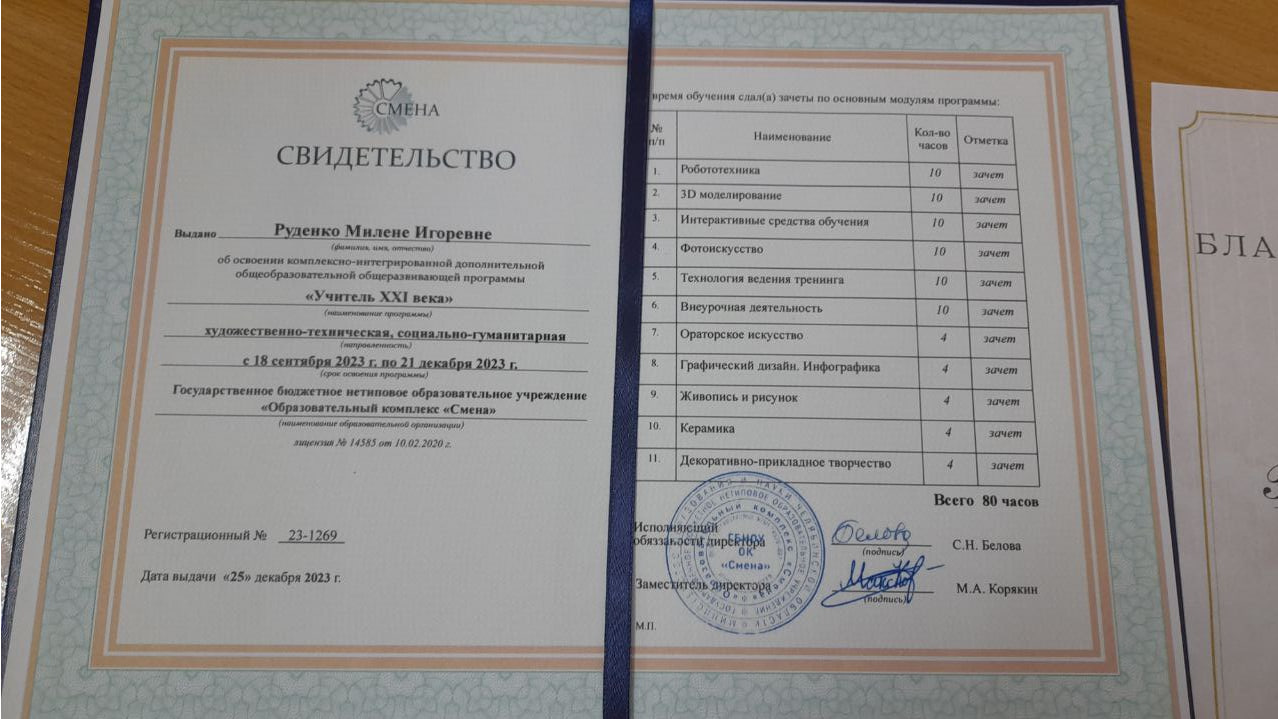 СМЕНА
СВИДЕТЕЛЬСТВО
Выдано Руденко Милене Игоревне
(фамилия, имя, отчество)
об освоении комплексно-интегрированной дополнительной
общеобразовательной общеразвивающей программы
«Учитель XXI века»
(наименование программы)
художественно-техническая, социально-гуманитарная
(направленность)
с 18 сентября 2023 г. по 21 декабря 2023 г.
(срок освоения программы)
Государственное бюджетное нетиповое образовательное учреждение
«Образовательный комплекс «Смена»
(наименование образовательной организации)
лицензия № 14585 от 10.02.2020 г.
Регистрационный № 23-1269
Дата выдачи «25» декабря 2023 г.
время обучения сдал(а) зачеты по основным модулям программы:
№ п/п Наименование Кол-во часов Отметка
1. Робототехника 10 зачет
2. 3D моделирование 10 зачет
3. Интерактивные средства обучения 10 зачет
4. Фотоискусство 10 зачет
5. Технология ведения тренинга 10 зачет
6. Внеурочная деятельность 10 зачет
7. Ораторское искусство 4 зачет
8. Графический дизайн. Инфографика 4 зачет
9. Живопись и рисунок 4 зачет
10. Керамика 4 зачет
11. Декоративно-прикладное творчество 4 зачет
Всего 80 часов
Исполняющий
обязанности директора С.Н. Белова
(подпись)
Заместитель директора М.А. Корякин
(подпись)
М.П.
ГБНОУ
ОК
«Смена»
БЛА